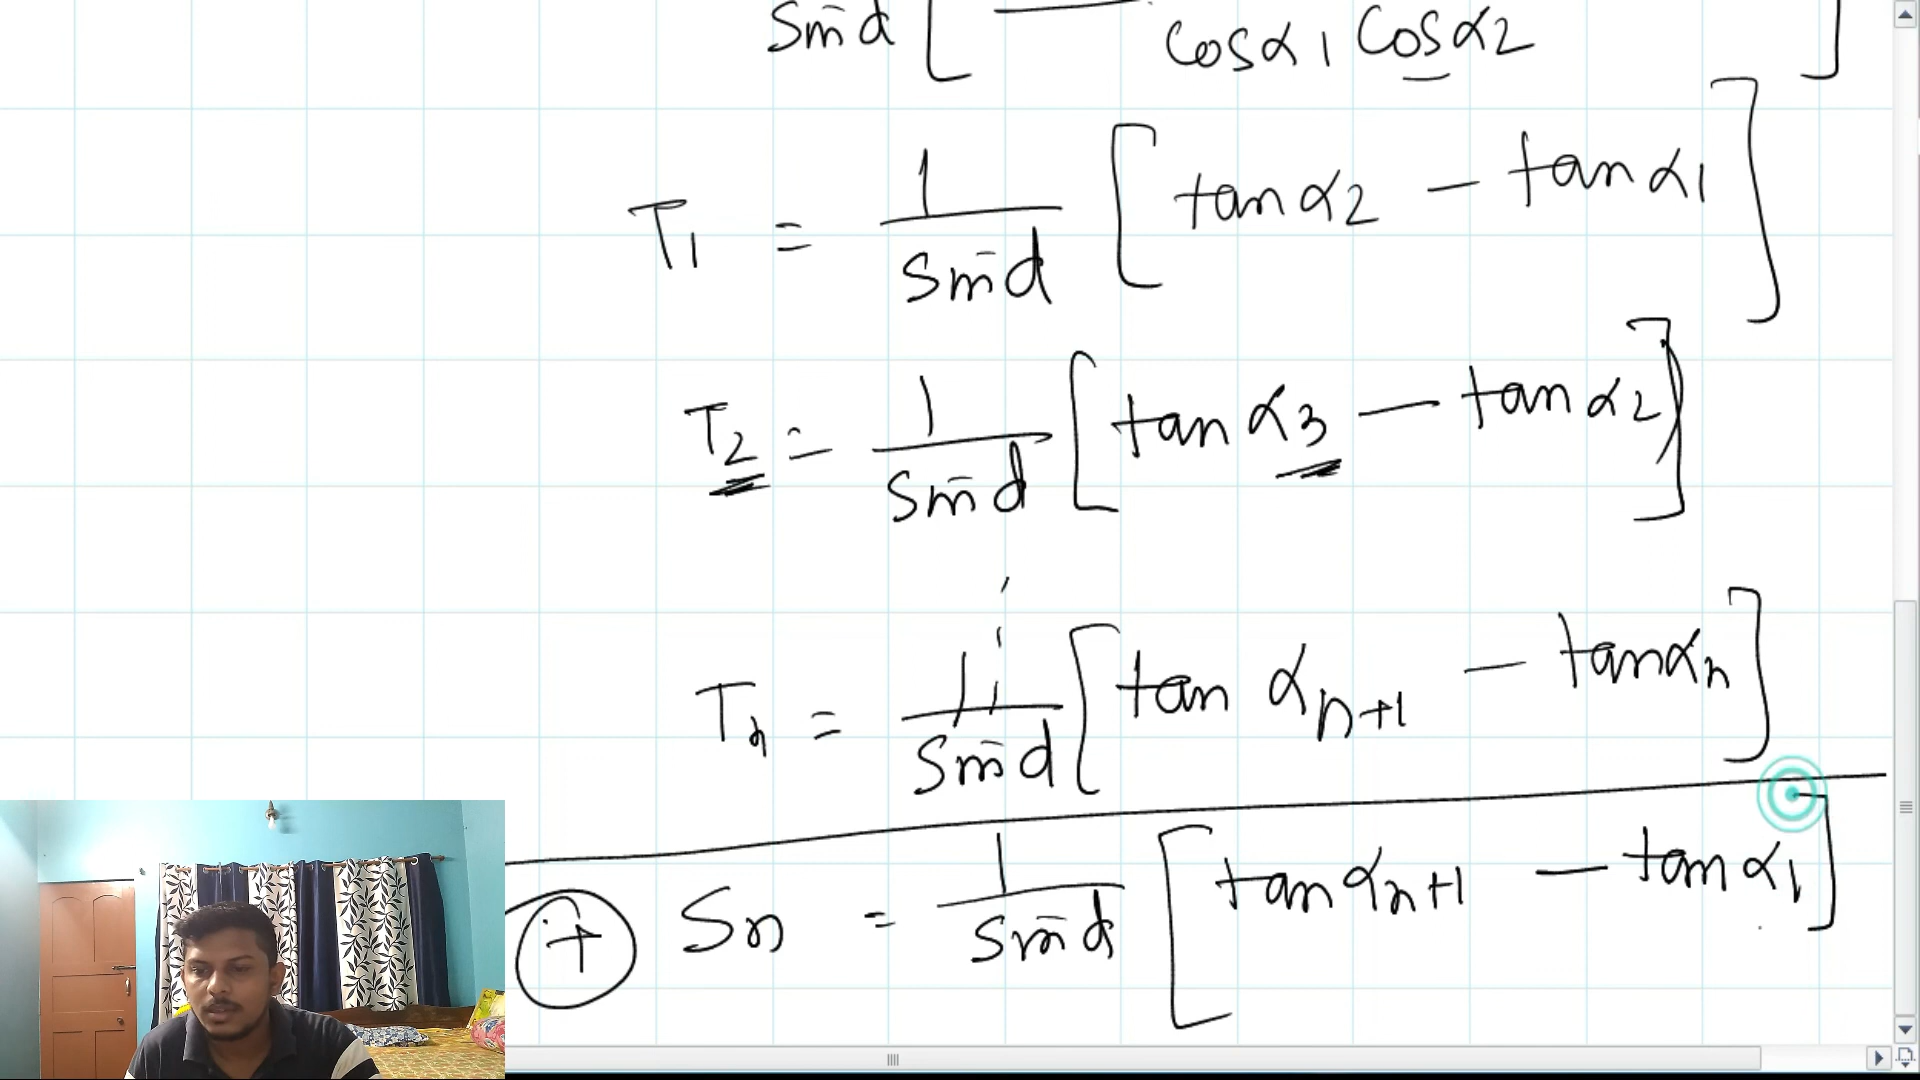 sin d [ cos α1 cos α2 ]
T1 = 1/sin d [ tan α2 − tan α1 ]
T2 = 1/sin d [ tan α3 − tan α2 ]
Tn = 1/sin d [ tan αn+1 − tan αn ]
+ Sn = 1/sin d [ tan αn+1 − tan α1 ]